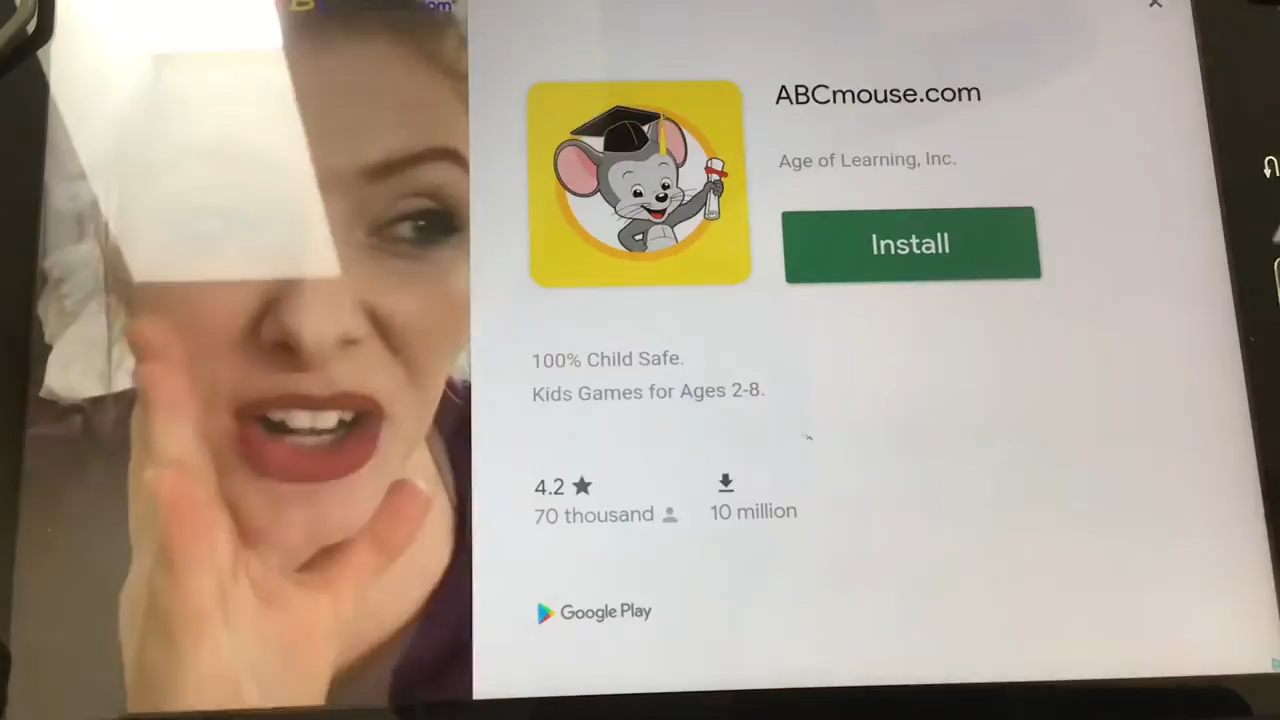 ABCmouse.com
Age of Learning, Inc.
Install
100% Child Safe.
Kids Games for Ages 2-8.
4.2 ★
70 thousand
10 million
Google Play